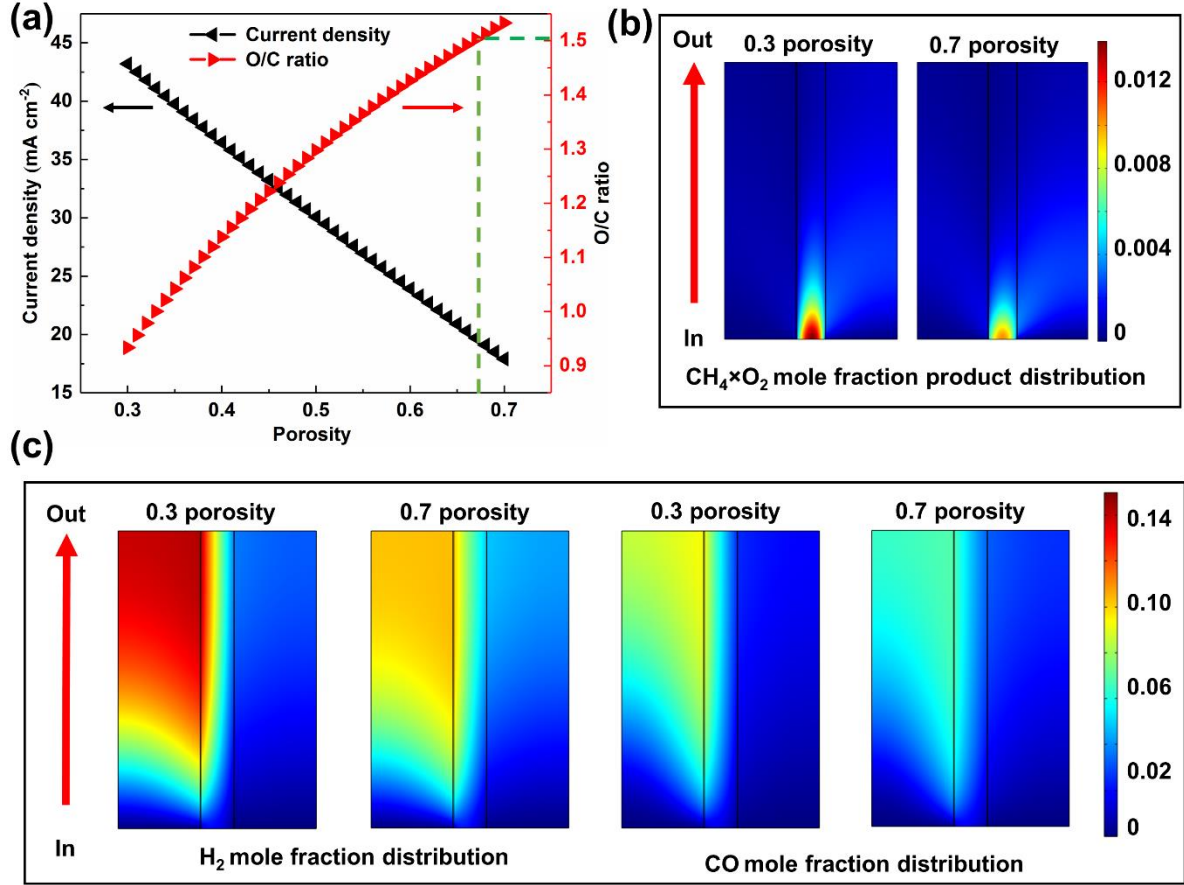 (a)
Current density
O/C ratio
45
40
35
30
25
20
15
Current density (mA cm⁻²)
0.3
0.4
0.5
0.6
0.7
Porosity
1.5
1.4
1.3
1.2
1.1
1.0
0.9
O/C ratio
(b)
Out
In
0.3 porosity
0.7 porosity
0.012
0.008
0.004
0
CH₄×O₂ mole fraction product distribution
(c)
Out
In
0.3 porosity
0.7 porosity
0.3 porosity
0.7 porosity
0.14
0.10
0.06
0.02
0
H₂ mole fraction distribution
CO mole fraction distribution